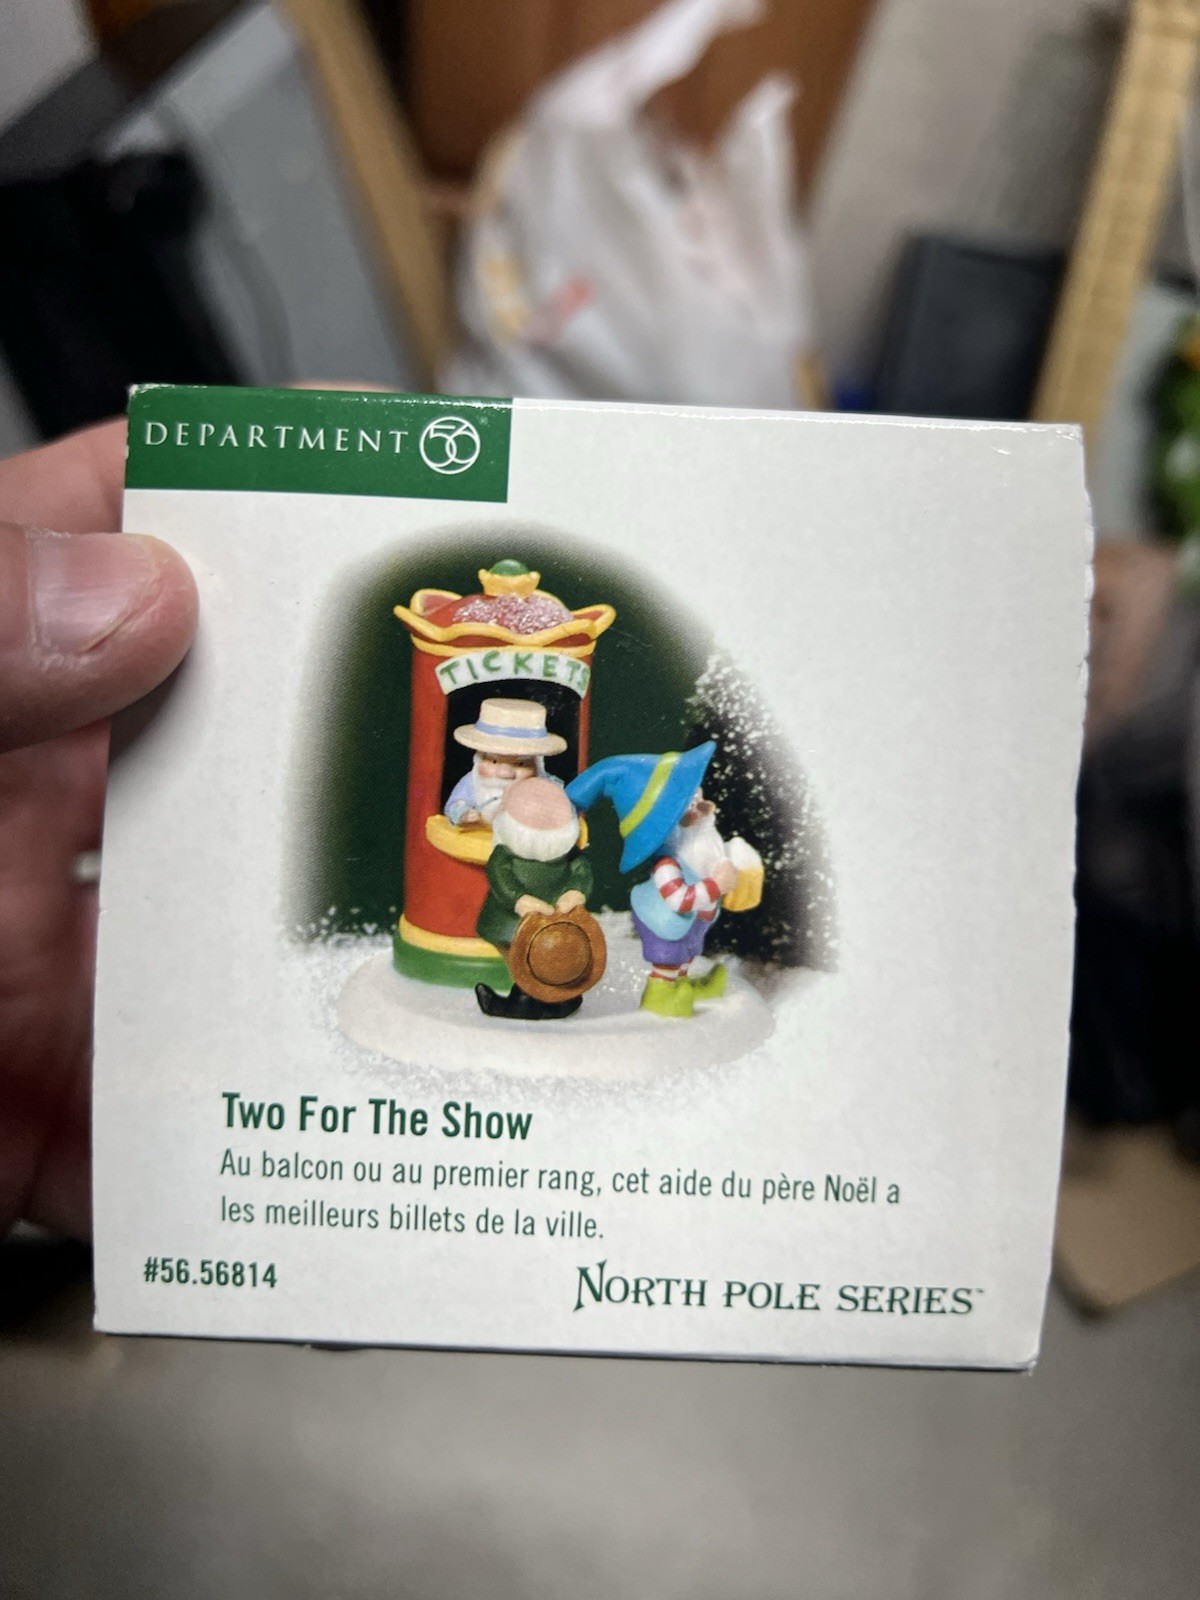 DEPARTMENT 56®
TICKETS
Two For The Show
Au balcon ou au premier rang, cet aide du père Noël a
les meilleurs billets de la ville.
#56.56814
NORTH POLE SERIES™